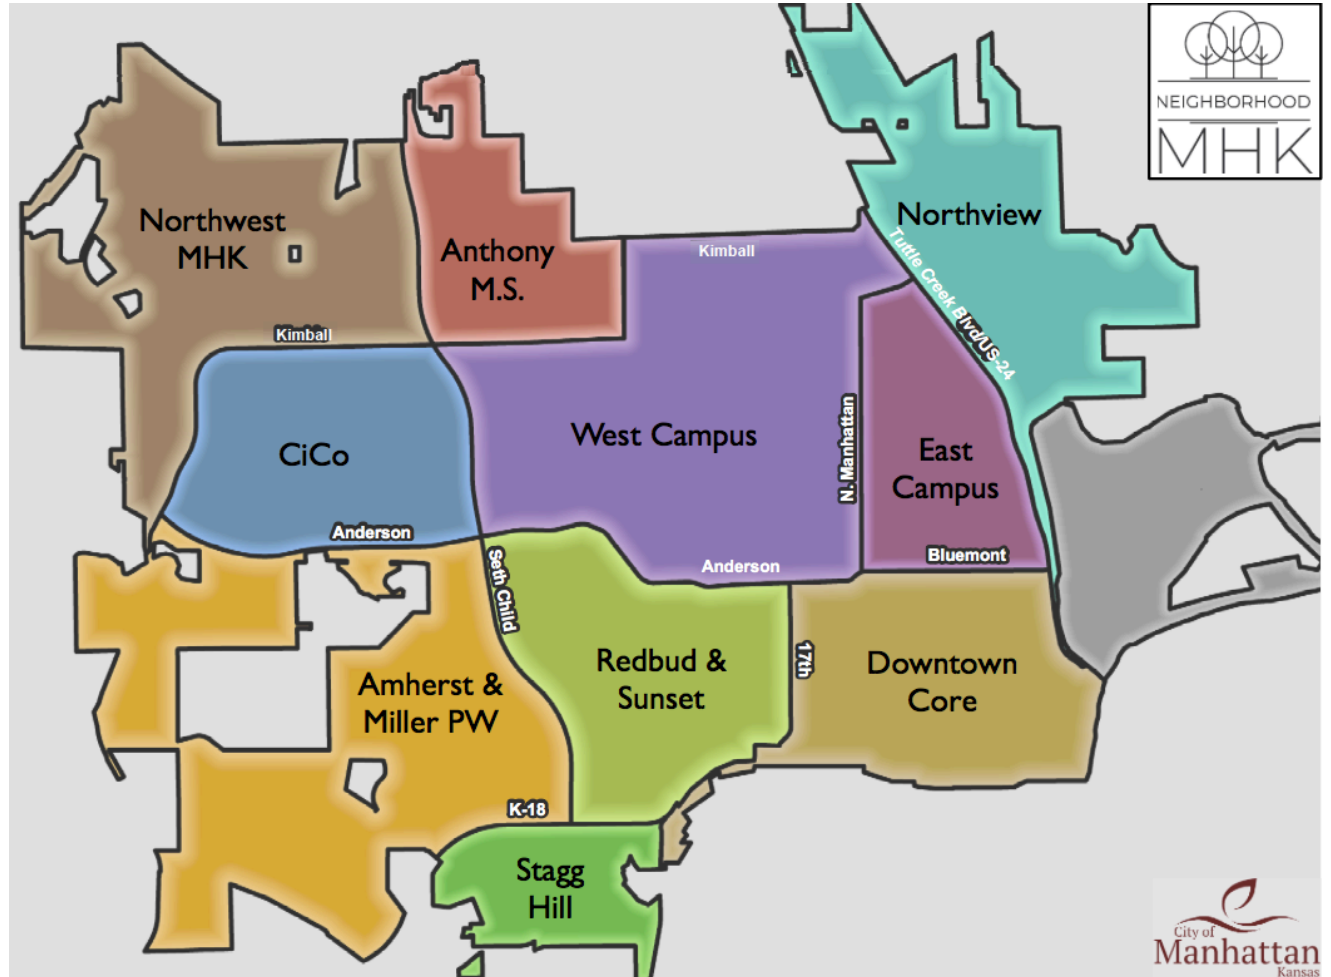 NEIGHBORHOOD
MHK
Northwest
MHK
Northview
Anthony
M.S.
Kimball
Tuttle Creek Blvd/US-24
Kimball
CiCo
West Campus
N. Manhattan
East
Campus
Anderson
Seth Child
Anderson
Bluemont
Redbud &
Sunset
17th
Downtown
Core
Amherst &
Miller PW
K-18
Stagg
Hill
City of
Manhattan
Kansas